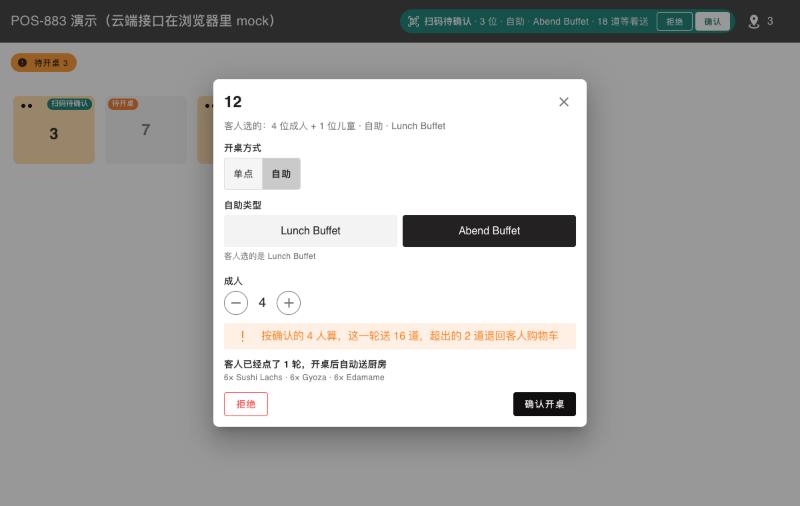 POS-883 演示（云端接口在浏览器里 mock）
扫码待确认 · 3 位 · 自助 · Abend Buffet · 18 道等着送
拒绝
确认
3
待开桌 3
扫码待确认
3
待开桌
7
12
客人选的：4 位成人 + 1 位儿童 · 自助 · Lunch Buffet
开桌方式
单点
自助
自助类型
Lunch Buffet
Abend Buffet
客人选的是 Lunch Buffet
成人
4
按确认的 4 人算，这一轮送 16 道，超出的 2 道退回客人购物车
客人已经点了 1 轮，开桌后自动送厨房
6× Sushi Lachs · 6× Gyoza · 6× Edamame
拒绝
确认开桌